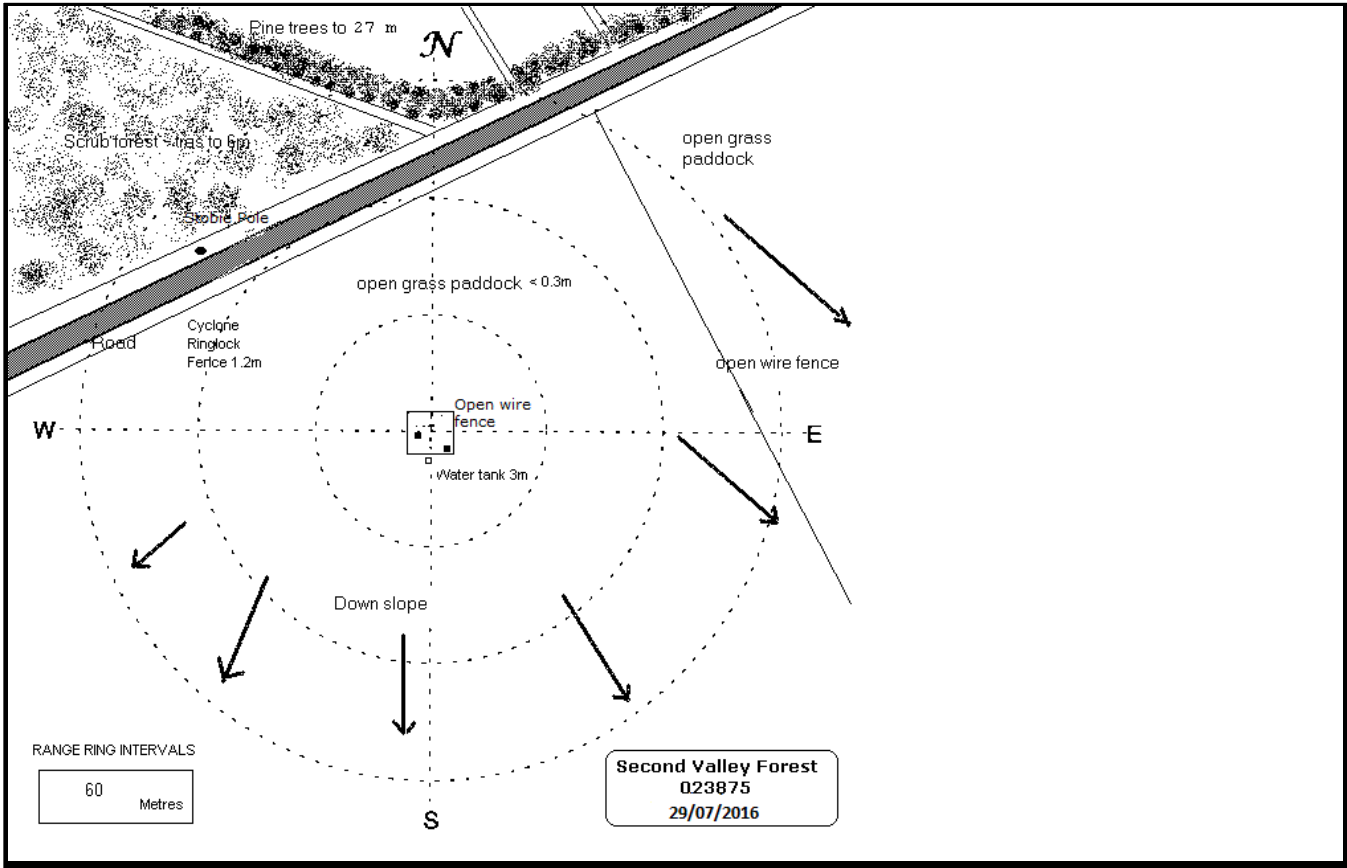 Pine trees to 27 m
N
open grass
paddock
Scrub forest - tras to 6m
Stobie Pole
open grass paddock < 0.3m
Cyclone
Ringlock
Fence 1.2m
Road
open wire fence
Open wire
fence
W
E
Water tank 3m
Down slope
RANGE RING INTERVALS
60
Metres
Second Valley Forest
023875
29/07/2016
S